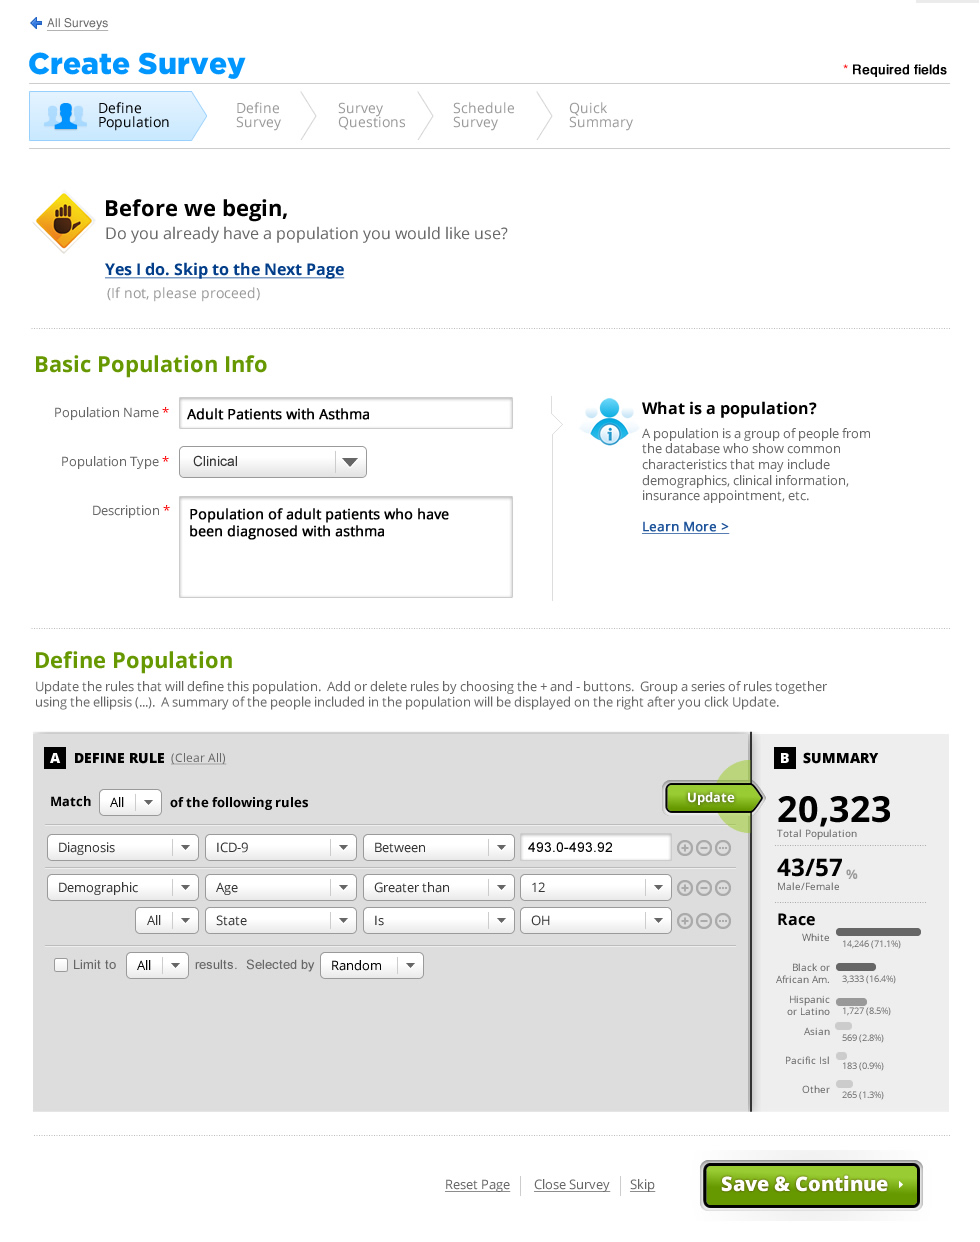 All Surveys
Create Survey
* Required fields
Define
Population
Define
Survey
Survey
Questions
Schedule
Survey
Quick
Summary
Before we begin,
Do you already have a population you would like use?
Yes I do. Skip to the Next Page
(If not, please proceed)
Basic Population Info
Population Name *
Adult Patients with Asthma
Population Type *
Clinical
Description *
Population of adult patients who have
been diagnosed with asthma
What is a population?
A population is a group of people from
the database who show common
characteristics that may include
demographics, clinical information,
insurance appointment, etc.
Learn More >
Define Population
Update the rules that will define this population. Add or delete rules by choosing the + and - buttons. Group a series of rules together
using the ellipsis (...). A summary of the people included in the population will be displayed on the right after you click Update.
A DEFINE RULE (Clear All)
Match All of the following rules
Update
Diagnosis ICD-9 Between 493.0-493.92
Demographic Age Greater than 12
All State Is OH
Limit to All results. Selected by Random
B SUMMARY
20,323
Total Population
43/57 %
Male/Female
Race
White
14,246 (71.1%)
Black or
African Am.
3,333 (16.4%)
Hispanic
or Latino
1,727 (8.5%)
Asian
569 (2.8%)
Pacific Isl
183 (0.9%)
Other
265 (1.3%)
Reset Page
Close Survey
Skip
Save & Continue